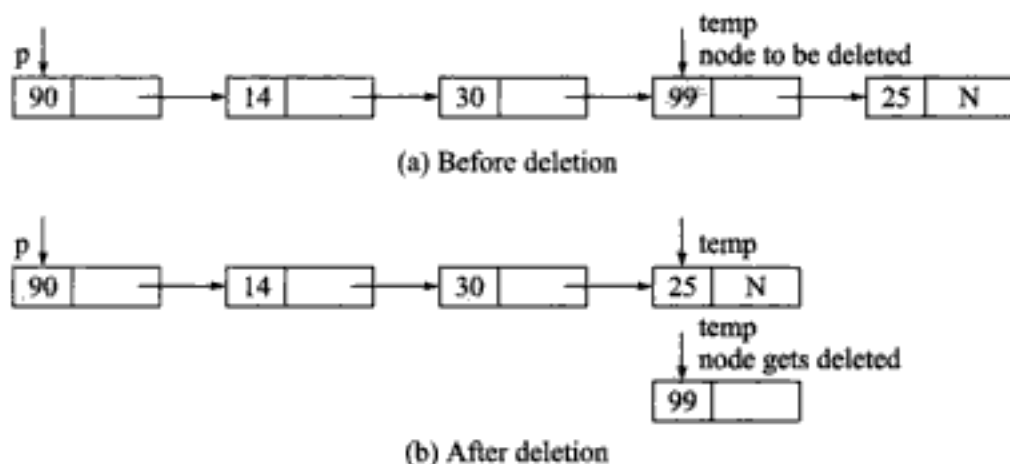 temp
p
node to be deleted
90 14 30 99 25 N
(a) Before deletion
p
temp
90 14 30 25 N
temp
node gets deleted
99
(b) After deletion